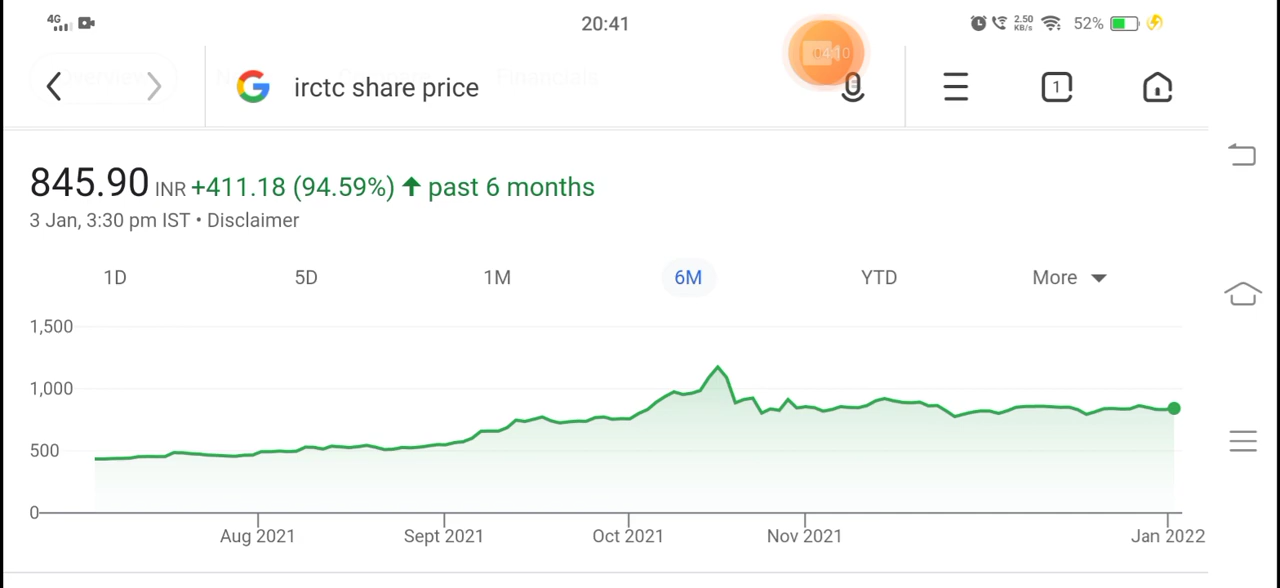 4G 20:41 2.50 KB/s 52%
irctc share price 1
845.90 INR +411.18 (94.59%) ↑ past 6 months
3 Jan, 3:30 pm IST • Disclaimer
1D 5D 1M 6M YTD More
1,500
1,000
500
0
Aug 2021 Sept 2021 Oct 2021 Nov 2021 Jan 2022